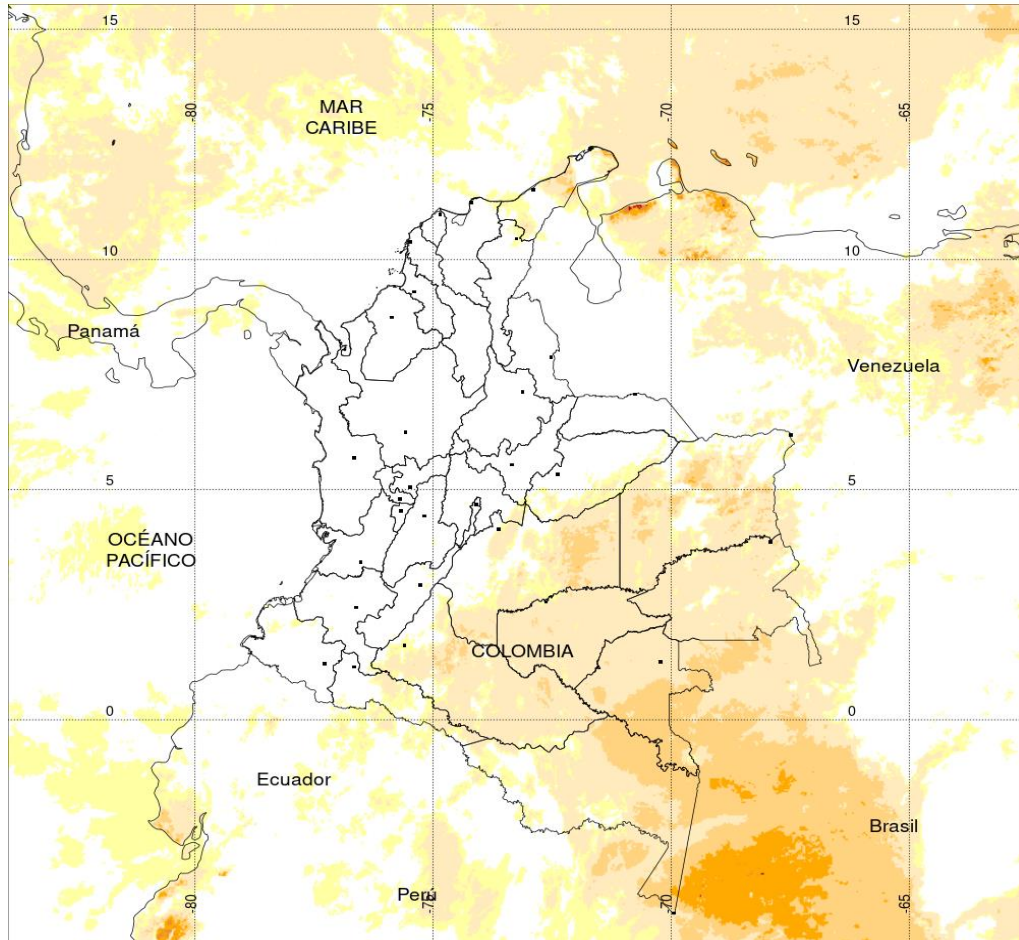 15
15
-80
-75
-70
-65
MAR
CARIBE
10
10
Panamá
Venezuela
5
5
OCÉANO
PACÍFICO
COLOMBIA
0
0
Ecuador
Brasil
Perú
-80
-75
-70
-65